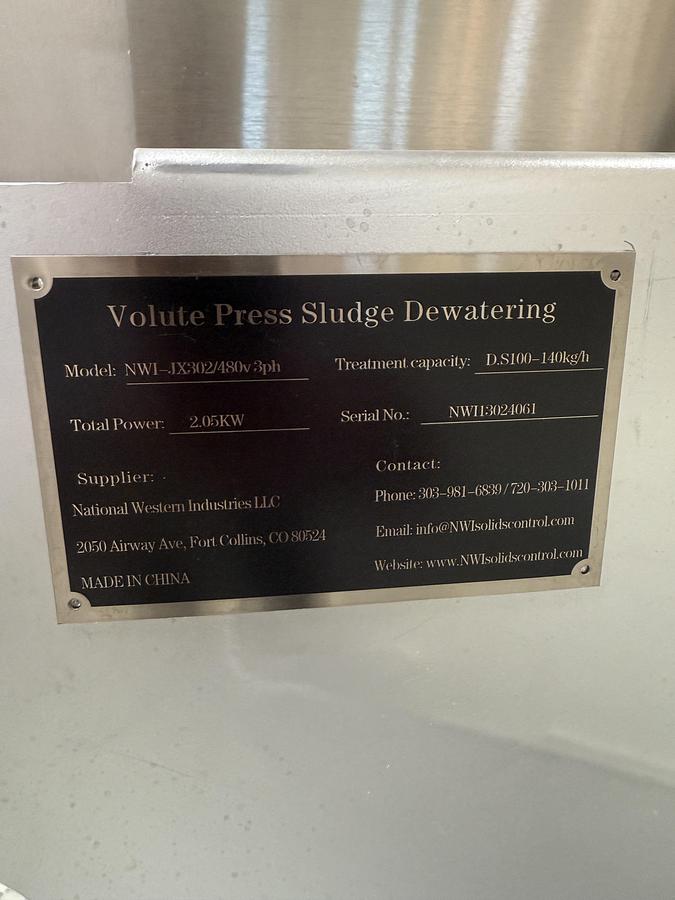 Volute Press Sludge Dewatering
Model: NWI-JX302/480v 3ph
Treatment capacity: D.S100-140kg/h
Total Power: 2.05KW
Serial No.: NWI13024061
Supplier:
National Western Industries LLC
2050 Airway Ave, Fort Collins, CO 80524
MADE IN CHINA
Contact:
Phone: 303-981-6839 / 720-303-1011
Email: info@NWIsolidscontrol.com
Website: www.NWIsolidscontrol.com